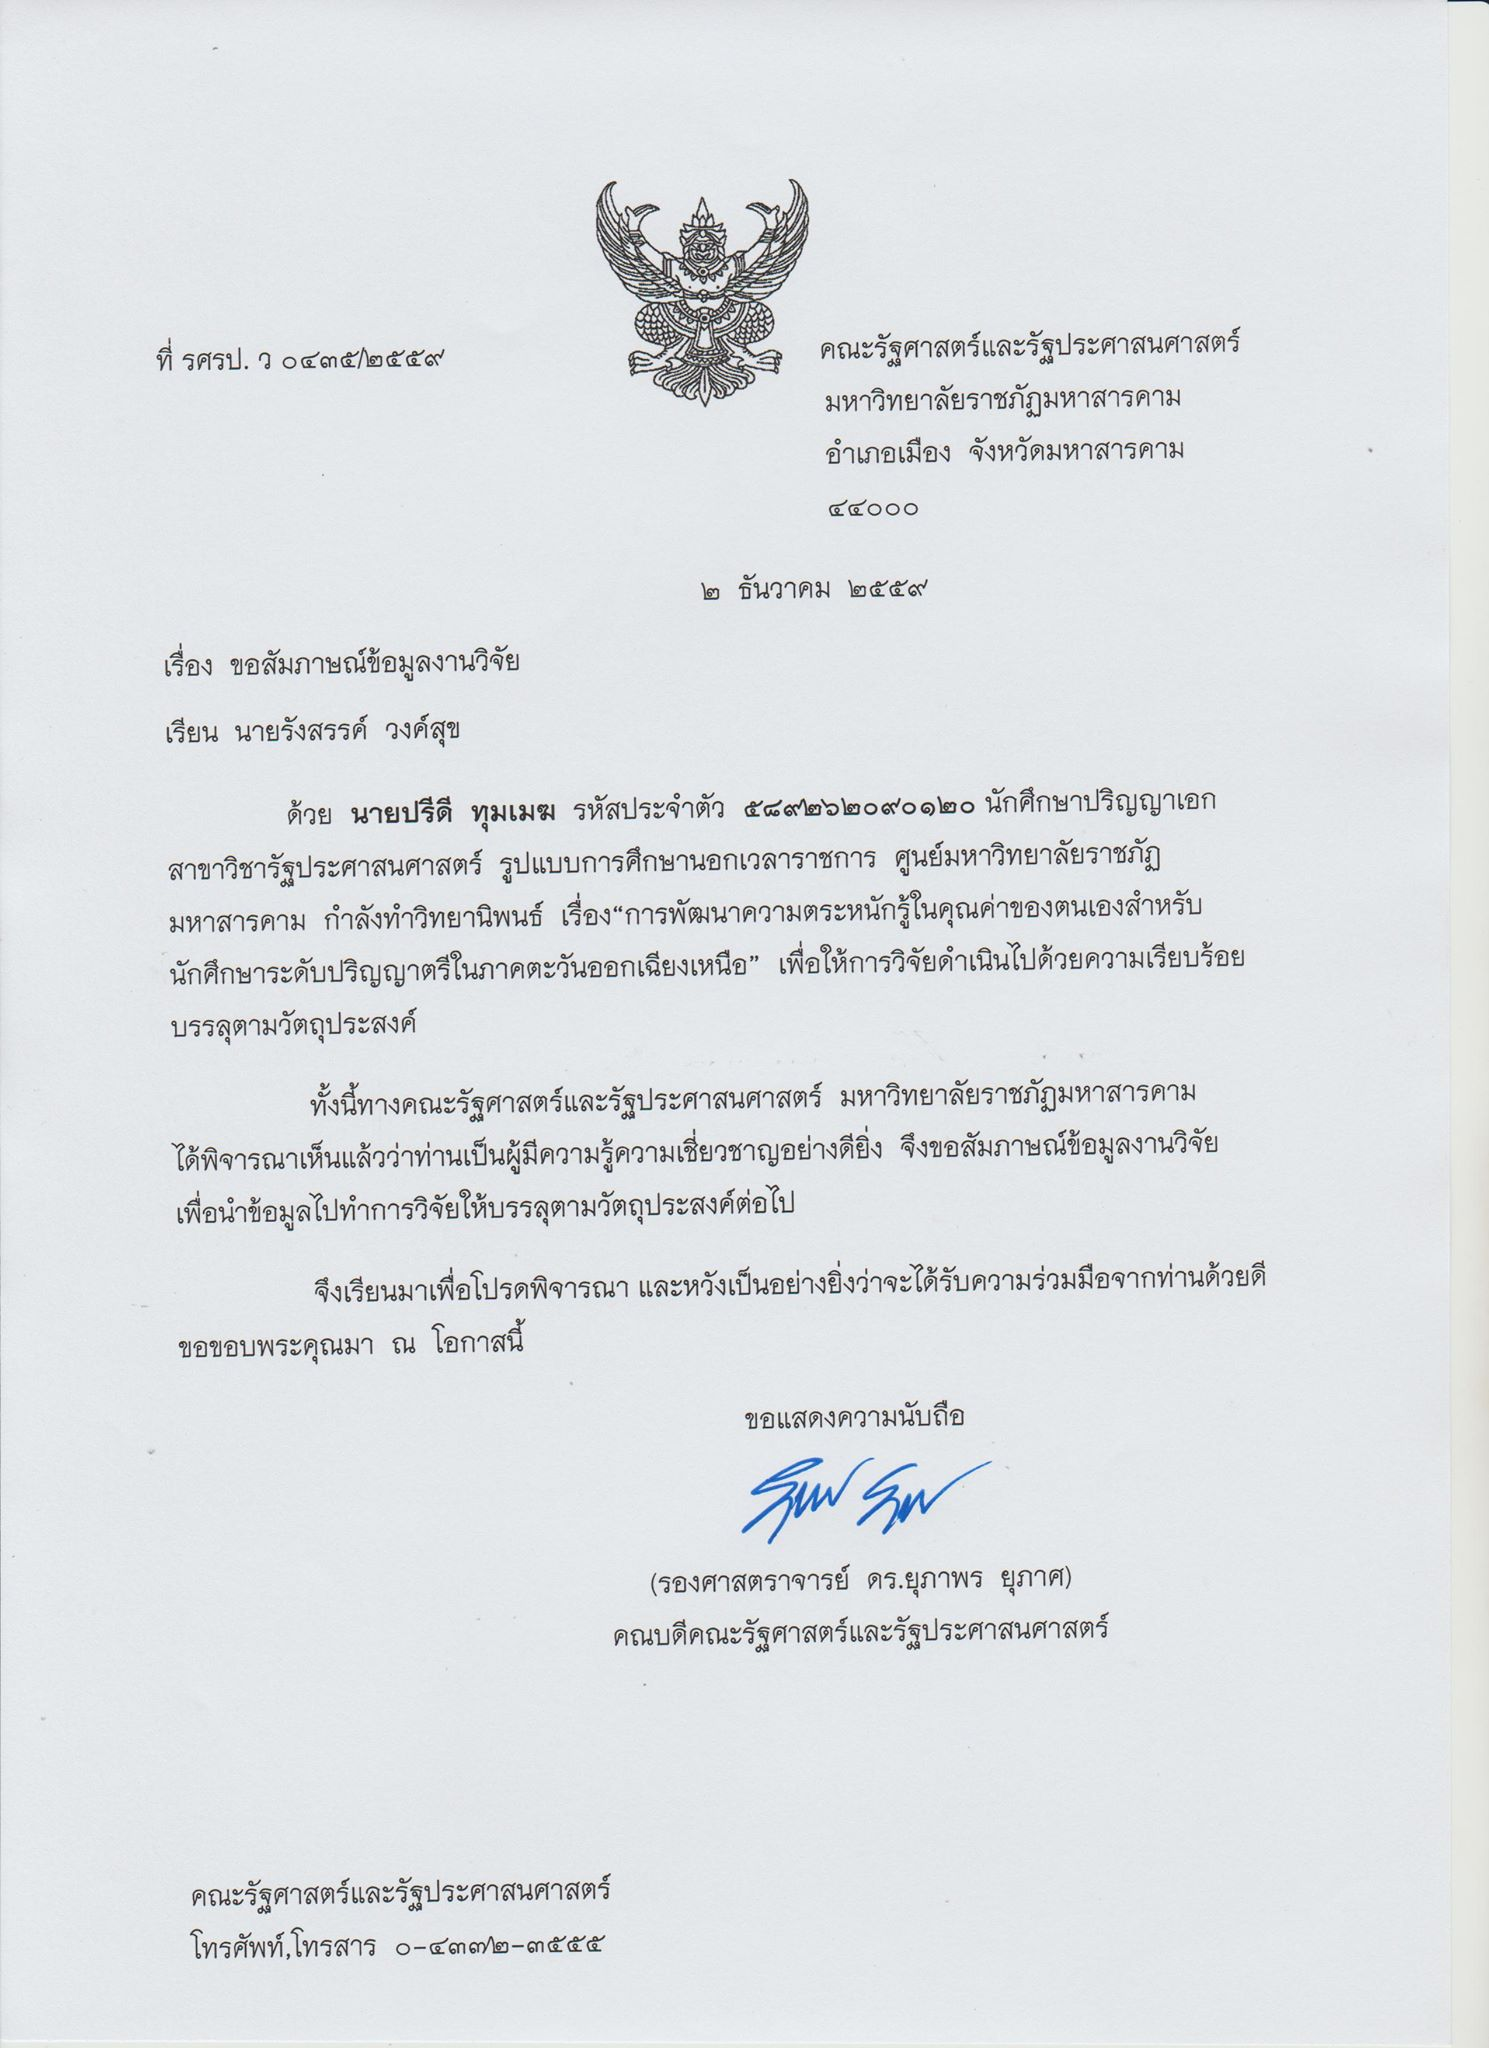 ที่ รศรป. ว ๐๔๓๕/๒๕๕๙
คณะรัฐศาสตร์และรัฐประศาสนศาสตร์
มหาวิทยาลัยราชภัฏมหาสารคาม
อำเภอเมือง จังหวัดมหาสารคาม
๔๔๐๐๐
๒ ธันวาคม ๒๕๕๙
เรื่อง ขอสัมภาษณ์ข้อมูลงานวิจัย
เรียน นายรังสรรค์ วงค์สุข
ด้วย นายปรีดี ทุมเมฆ รหัสประจำตัว ๕๘๙๒๖๒๐๙๐๑๒๐ นักศึกษาปริญญาเอก
สาขาวิชารัฐประศาสนศาสตร์ รูปแบบการศึกษานอกเวลาราชการ ศูนย์มหาวิทยาลัยราชภัฏ
มหาสารคาม กำลังทำวิทยานิพนธ์ เรื่อง“การพัฒนาความตระหนักรู้ในคุณค่าของตนเองสำหรับ
นักศึกษาระดับปริญญาตรีในภาคตะวันออกเฉียงเหนือ” เพื่อให้การวิจัยดำเนินไปด้วยความเรียบร้อย
บรรลุตามวัตถุประสงค์
ทั้งนี้ทางคณะรัฐศาสตร์และรัฐประศาสนศาสตร์ มหาวิทยาลัยราชภัฏมหาสารคาม
ได้พิจารณาเห็นแล้วว่าท่านเป็นผู้มีความรู้ความเชี่ยวชาญอย่างดียิ่ง จึงขอสัมภาษณ์ข้อมูลงานวิจัย
เพื่อนำข้อมูลไปทำการวิจัยให้บรรลุตามวัตถุประสงค์ต่อไป
จึงเรียนมาเพื่อโปรดพิจารณา และหวังเป็นอย่างยิ่งว่าจะได้รับความร่วมมือจากท่านด้วยดี
ขอขอบพระคุณมา ณ โอกาสนี้
ขอแสดงความนับถือ
(รองศาสตราจารย์ ดร.ยุภาพร ยุภาศ)
คณบดีคณะรัฐศาสตร์และรัฐประศาสนศาสตร์
คณะรัฐศาสตร์และรัฐประศาสนศาสตร์
โทรศัพท์,โทรสาร ๐-๔๓๗๒-๓๕๕๕